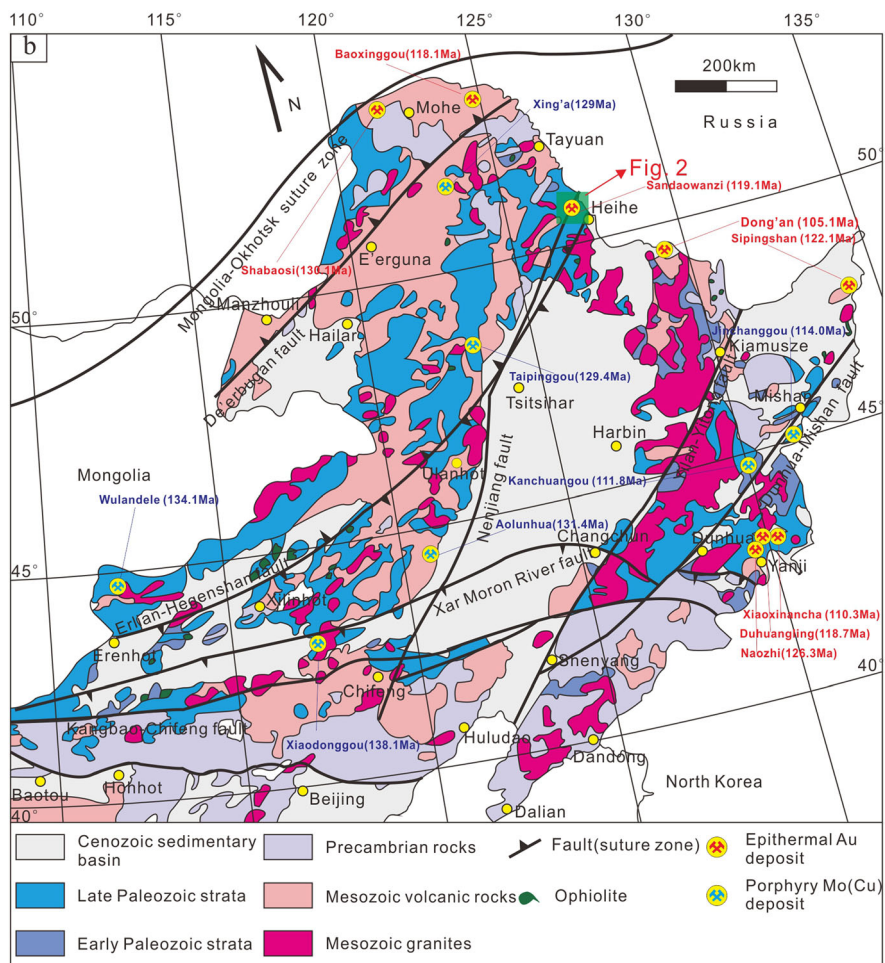 110°
115°
120°
125°
130°
135°
b
Baoxinggou(118.1Ma)
200km
N
Mohe
Xing'a(129Ma)
Russia
Tayuan
50°
Fig. 2
Sandaowanzi (119.1Ma)
Heihe
Mongolia-Okhotsk suture zone
Dong'an (105.1Ma)
Sipingshan (122.1Ma)
E'erguna
Shabaosi(130.1Ma)
Manzhouli
50°
Hailar
Jinchanggou (114.0Ma)
Kiamusze
De'erbugan fault
Taipinggou(129.4Ma)
Tsitsihar
Mishan
45°
Harbin
Jilan-Yitong fault
Dunhua-Mishan fault
Mongolia
Ulanhot
Nenjiang fault
Wulandele (134.1Ma)
Kanchuangou (111.8Ma)
Aolunhua(131.4Ma)
Changchun
Dunhua
45°
Erlian-Hegenshan fault
Xar Moron River fault
Yanji
Xilinhot
Xiaoxinancha (110.3Ma)
Duhuangling(118.7Ma)
Naozhi(126.3Ma)
Erenhot
Shenyang
40°
Chifeng
Kangbao-Chifeng fault
Huludao
Xiaodonggou(138.1Ma)
Dandong
Hohhot
North Korea
Baotou
Beijing
Dalian
40°
Cenozoic sedimentary
basin
Precambrian rocks
Fault(suture zone)
Epithermal Au
deposit
Late Paleozoic strata
Mesozoic volcanic rocks
Ophiolite
Porphyry Mo(Cu)
deposit
Early Paleozoic strata
Mesozoic granites